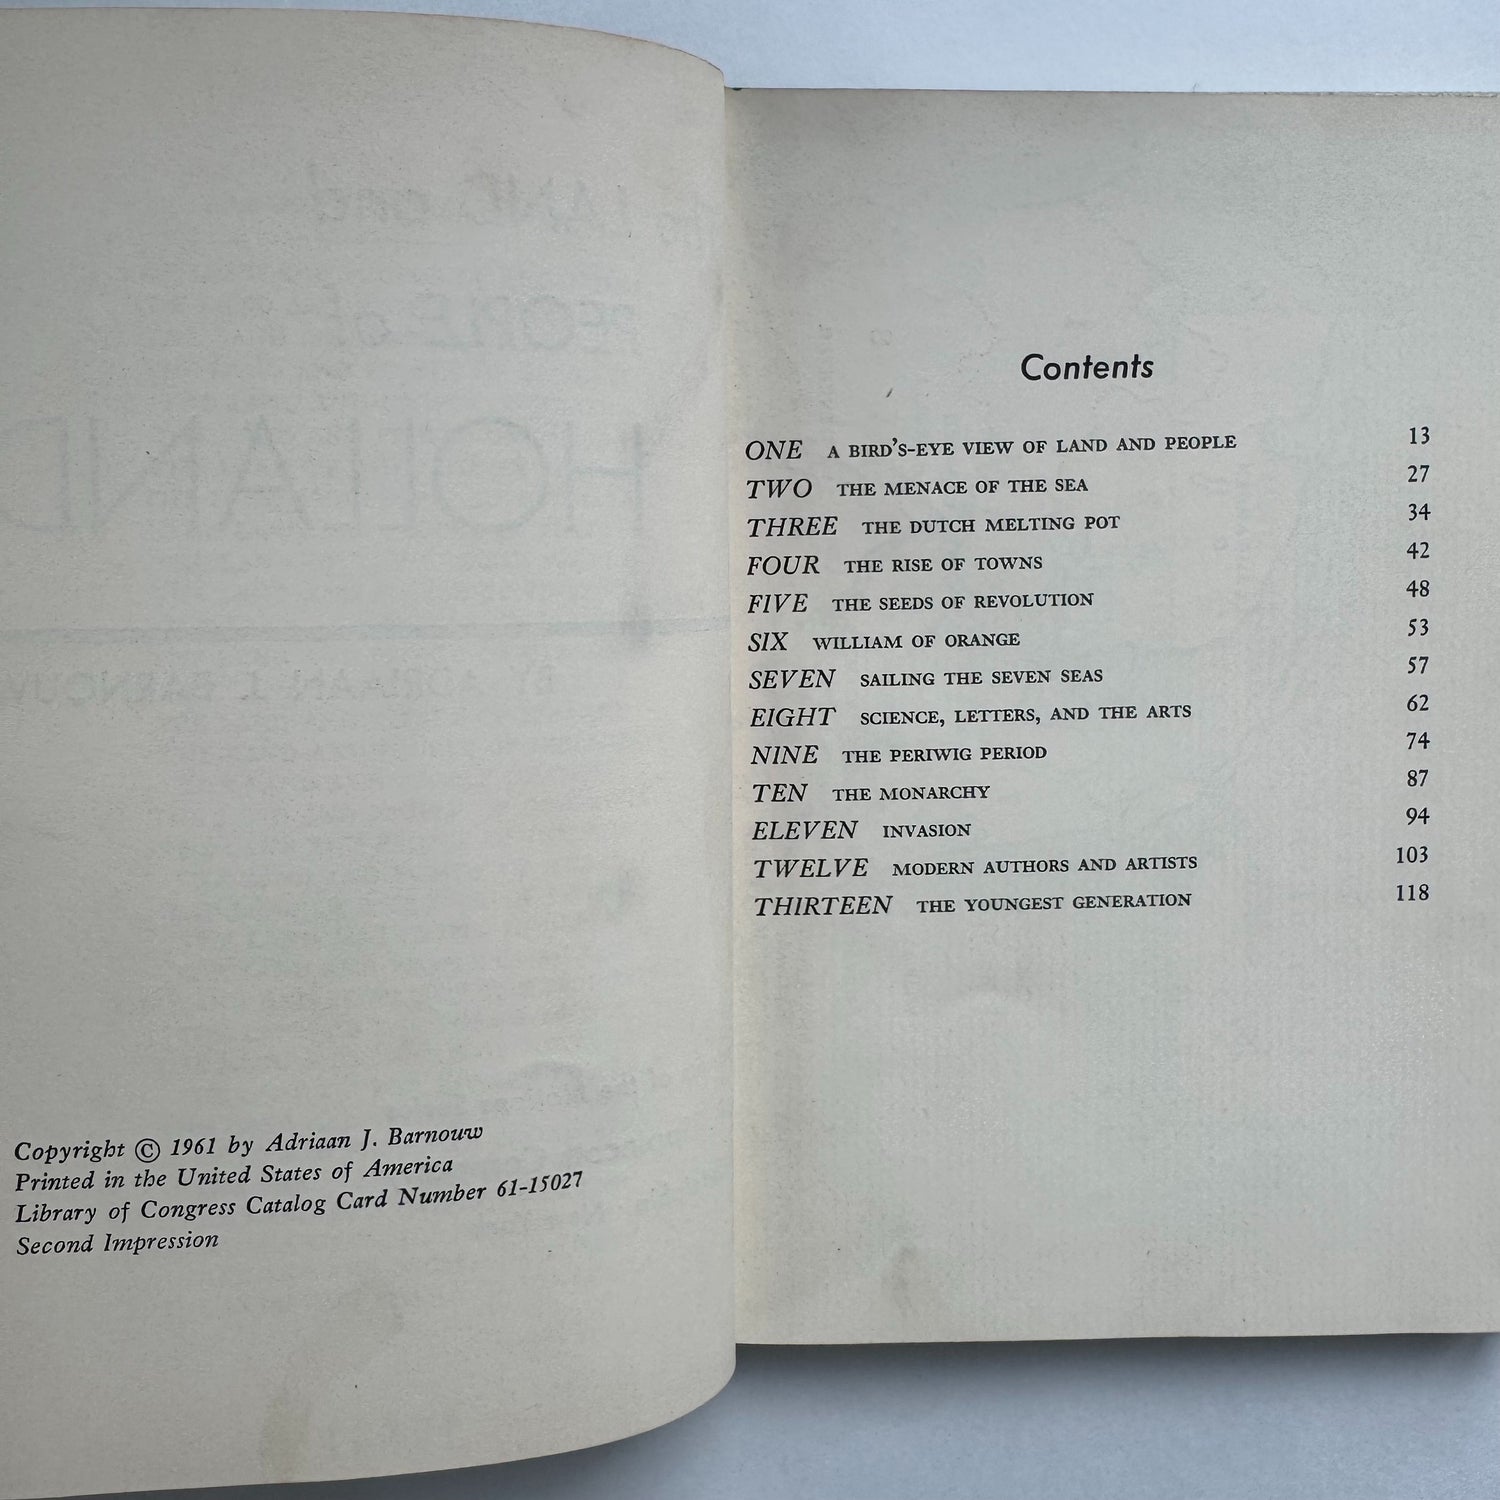 Copyright © 1961 by Adriaan J. Barnouw
Printed in the United States of America
Library of Congress Catalog Card Number 61-15027
Second Impression
Contents
ONE A BIRD'S-EYE VIEW OF LAND AND PEOPLE 13
TWO THE MENACE OF THE SEA 27
THREE THE DUTCH MELTING POT 34
FOUR THE RISE OF TOWNS 42
FIVE THE SEEDS OF REVOLUTION 48
SIX WILLIAM OF ORANGE 53
SEVEN SAILING THE SEVEN SEAS 57
EIGHT SCIENCE, LETTERS, AND THE ARTS 62
NINE THE PERIWIG PERIOD 74
TEN THE MONARCHY 87
ELEVEN INVASION 94
TWELVE MODERN AUTHORS AND ARTISTS 103
THIRTEEN THE YOUNGEST GENERATION 118